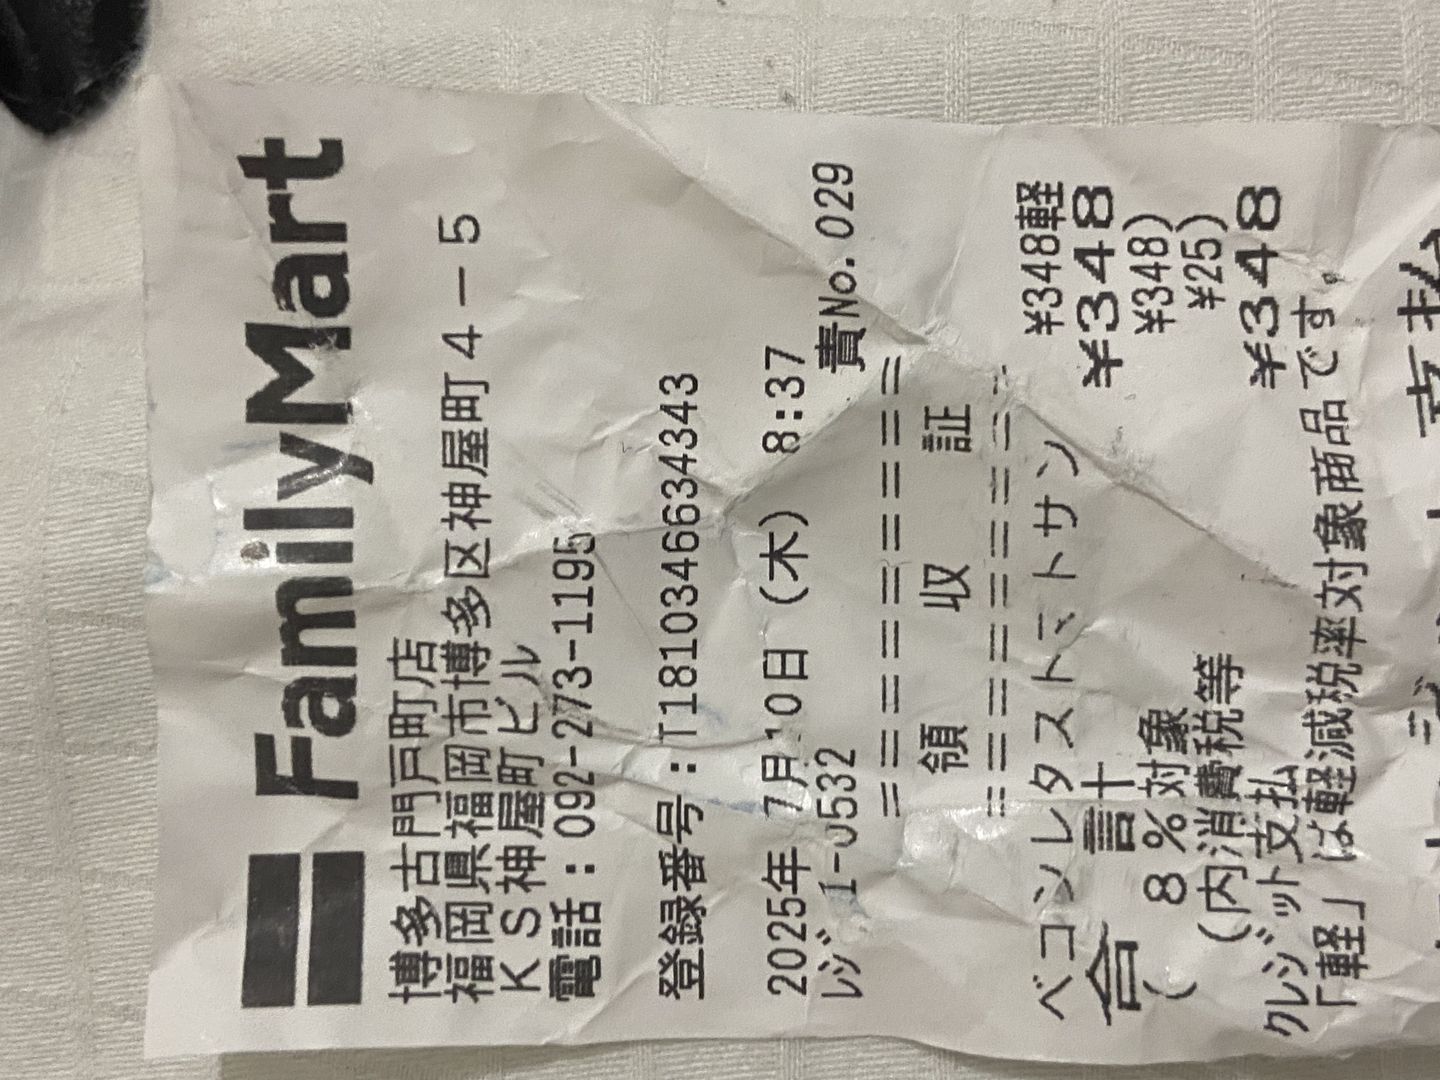 FamilyMart
博多古門戸町店
福岡県福岡市博多区神屋町4-5
KS神屋町ビル
電話:092-273-1195
登録番号:T1810346634343
2025年 7月10日(木) 8:37
レジ 1-0532 責No.029
領 収 証
ベーコンレタストミトサン ¥348軽
合 計 ¥348
( 8%対象 ¥348)
(内消費税等 ¥25)
クレジット支払 ¥348
「軽」は軽減税率対象商品です。